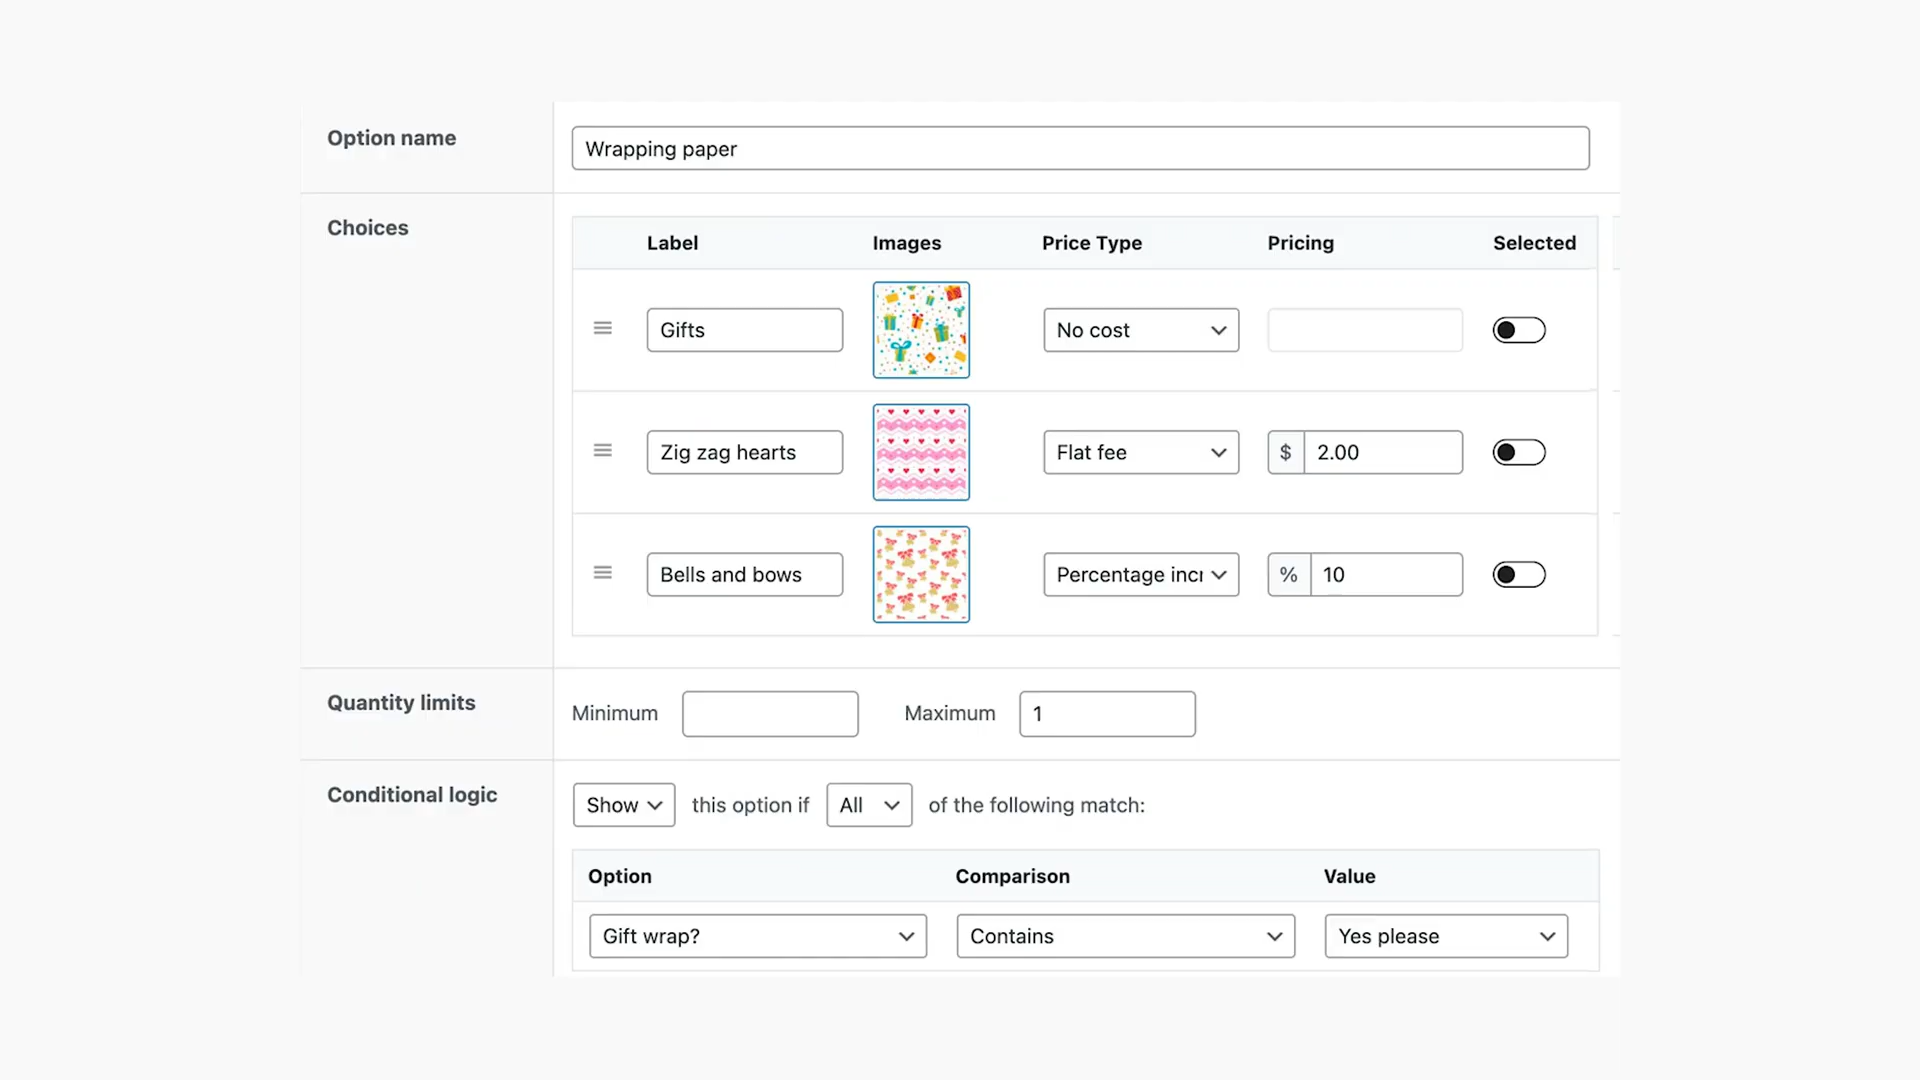 Option name
Wrapping paper
Choices
Label Images Price Type Pricing Selected
Gifts No cost
Zig zag hearts Flat fee $ 2.00
Bells and bows Percentage incr % 10
Quantity limits Minimum Maximum 1
Conditional logic
Show this option if All of the following match:
Option Comparison Value
Gift wrap? Contains Yes please